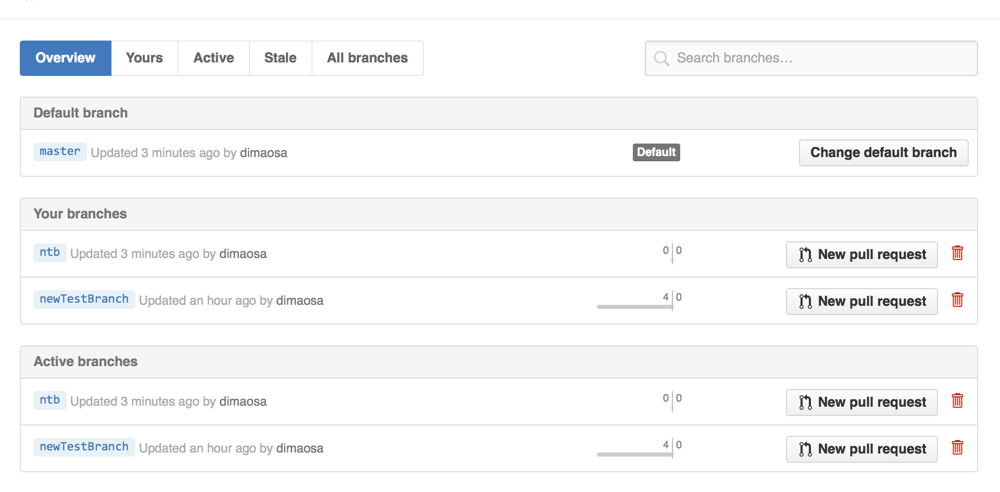 Overview Yours Active Stale All branches Search branches…
Default branch
master Updated 3 minutes ago by dimaosa Default Change default branch
Your branches
ntb Updated 3 minutes ago by dimaosa 0 0 New pull request
newTestBranch Updated an hour ago by dimaosa 4 0 New pull request
Active branches
ntb Updated 3 minutes ago by dimaosa 0 0 New pull request
newTestBranch Updated an hour ago by dimaosa 4 0 New pull request